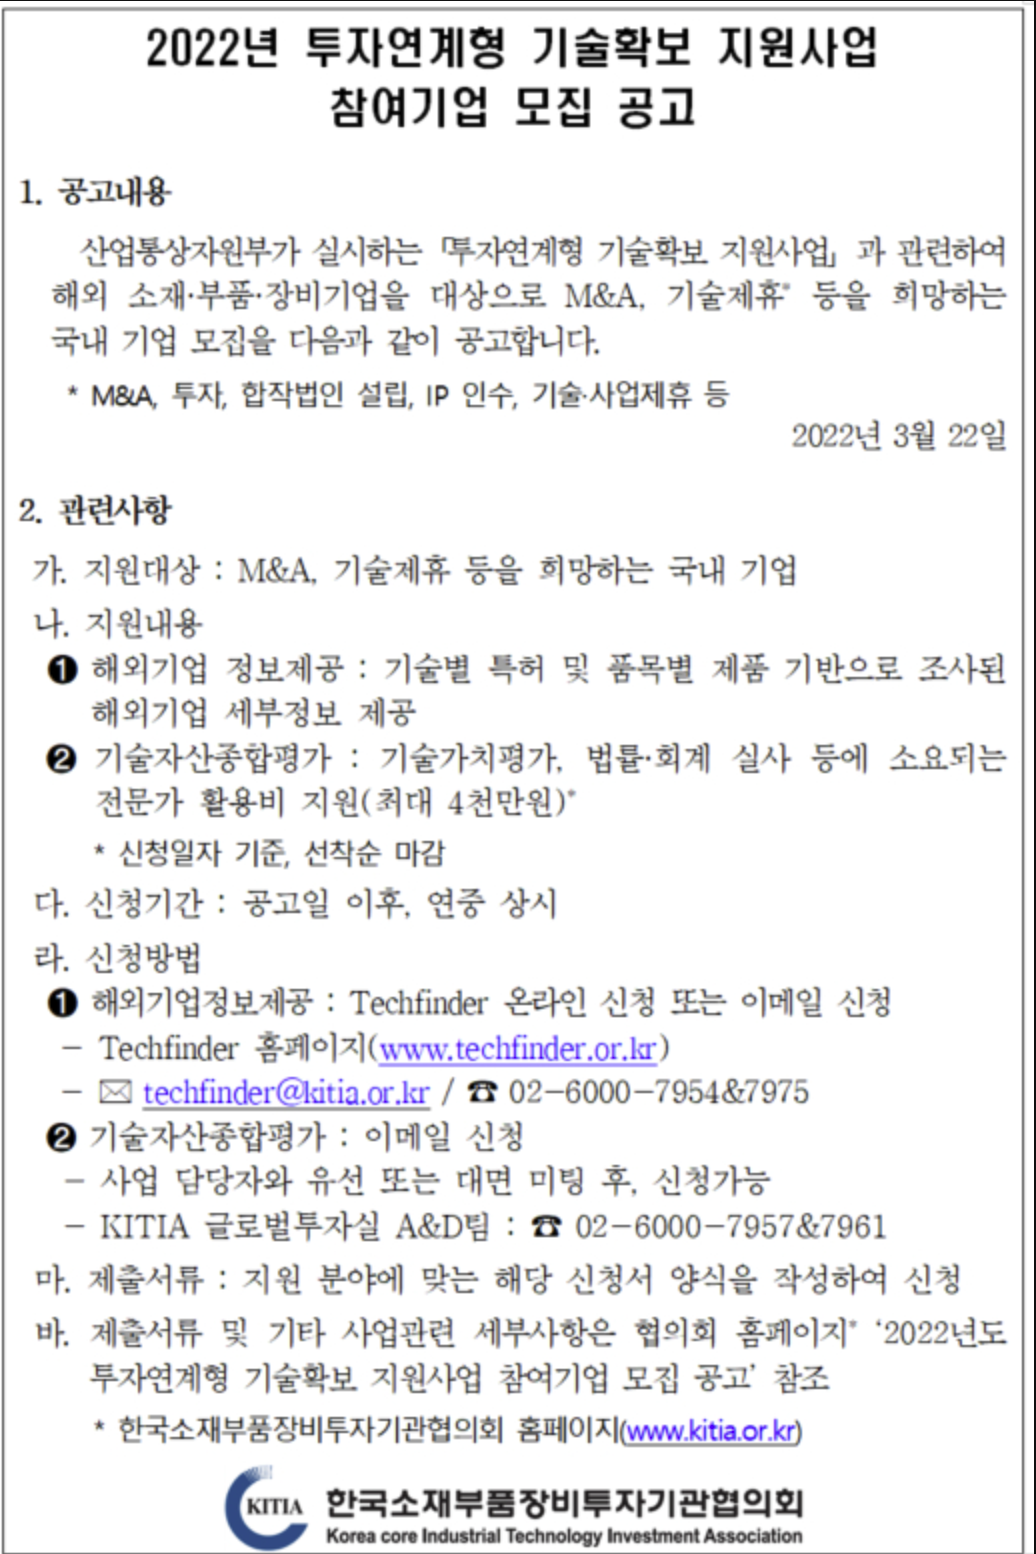 2022년 투자연계형 기술확보 지원사업
참여기업 모집 공고
1. 공고내용
산업통상자원부가 실시하는 「투자연계형 기술확보 지원사업」과 관련하여
해외 소재·부품·장비기업을 대상으로 M&A, 기술제휴* 등을 희망하는
국내 기업 모집을 다음과 같이 공고합니다.
* M&A, 투자, 합작법인 설립, IP 인수, 기술·사업제휴 등
2022년 3월 22일
2. 관련사항
가. 지원대상 : M&A, 기술제휴 등을 희망하는 국내 기업
나. 지원내용
❶ 해외기업 정보제공 : 기술별 특허 및 품목별 제품 기반으로 조사된
해외기업 세부정보 제공
❷ 기술자산종합평가 : 기술가치평가, 법률·회계 실사 등에 소요되는
전문가 활용비 지원(최대 4천만원)*
* 신청일자 기준, 선착순 마감
다. 신청기간 : 공고일 이후, 연중 상시
라. 신청방법
❶ 해외기업정보제공 : Techfinder 온라인 신청 또는 이메일 신청
- Techfinder 홈페이지(www.techfinder.or.kr)
- ✉ techfinder@kitia.or.kr / ☎ 02-6000-7954&7975
❷ 기술자산종합평가 : 이메일 신청
- 사업 담당자와 유선 또는 대면 미팅 후, 신청가능
- KITIA 글로벌투자실 A&D팀 : ☎ 02-6000-7957&7961
마. 제출서류 : 지원 분야에 맞는 해당 신청서 양식을 작성하여 신청
바. 제출서류 및 기타 사업관련 세부사항은 협의회 홈페이지* ‘2022년도
투자연계형 기술확보 지원사업 참여기업 모집 공고’ 참조
* 한국소재부품장비투자기관협의회 홈페이지(www.kitia.or.kr)
KITIA 한국소재부품장비투자기관협의회
Korea core Industrial Technology Investment Association